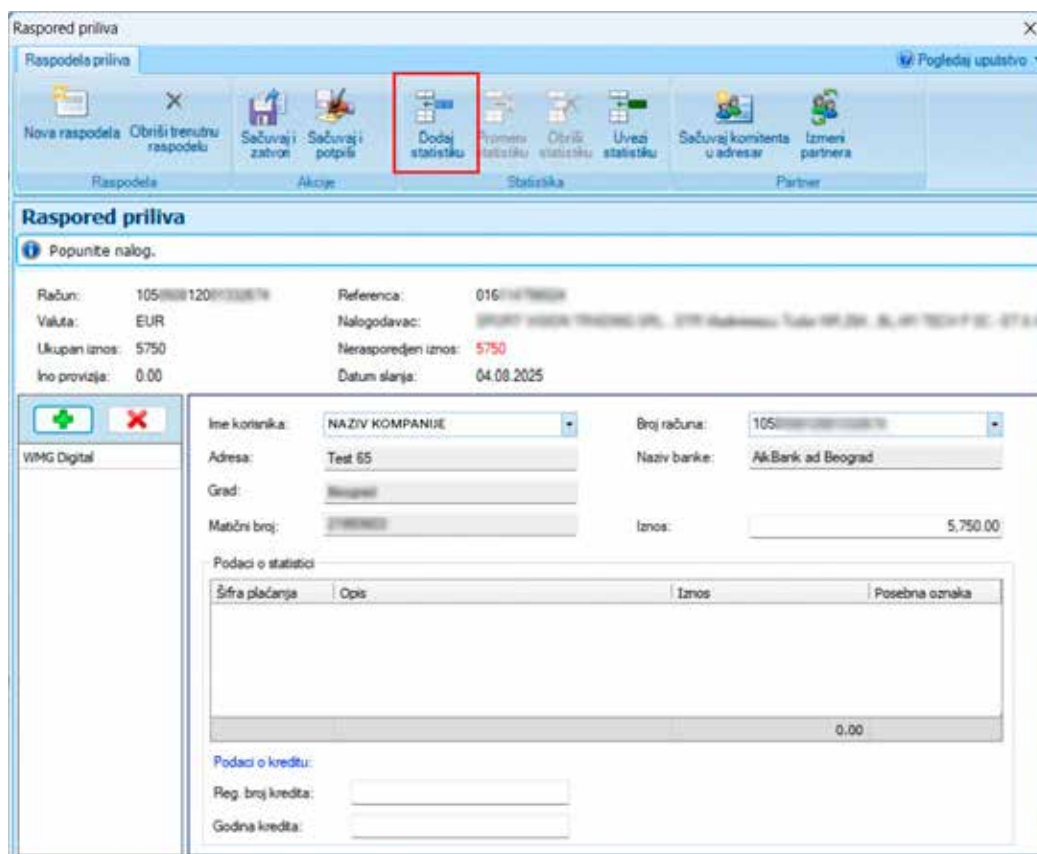 Raspored priliva
Raspodela priliva
Pogledaj uputstvo
Nova raspodela
Obriši trenutnu raspodelu
Sačuvaj i zatvori
Sačuvaj i potpiši
Dodaj statistiku
Promeni statistiku
Obriši statistiku
Uvezi statistiku
Sačuvaj komitenta u adresar
Izmeni partnera
Raspodela
Akcije
Statistika
Partner
Raspored priliva
Popunite nalog.
Račun: 105 120 Referenca: 016
Valuta: EUR Nalogodavac:
Ukupan iznos: 5750 Nerasporedjen iznos: 5750
Ino provizija: 0.00 Datum slanja: 04.08.2025
WMG Digital
Ime korisnika: NAZIV KOMPANIJE Broj računa: 105
Adresa: Test 65 Naziv banke: AikBank ad Beograd
Grad:
Matični broj: Iznos: 5,750.00
Podaci o statistici
Šifra plaćanja Opis Iznos Posebna oznaka
0.00
Podaci o kreditu:
Reg. broj kredita:
Godina kredita: